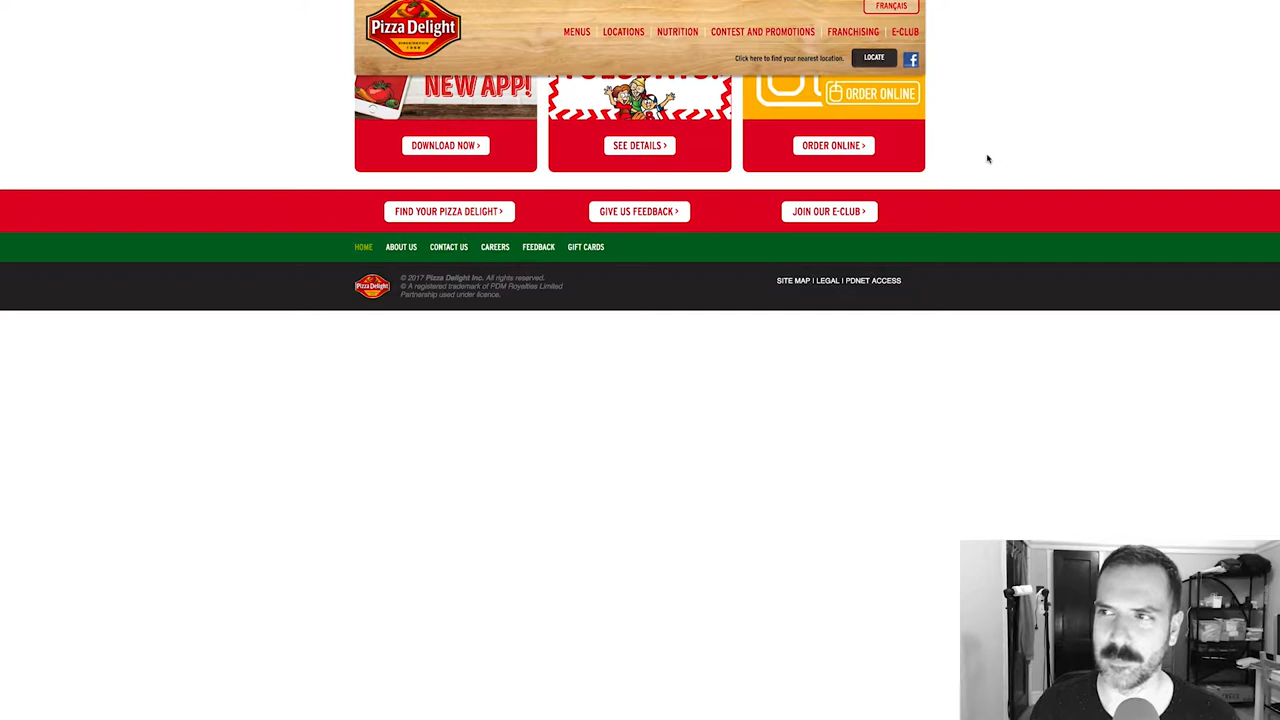 FRANÇAIS
Pizza Delight
MENUS
LOCATIONS
NUTRITION
CONTEST AND PROMOTIONS
FRANCHISING
E-CLUB
Click here to find your nearest location.
LOCATE
NEW APP!
ORDER ONLINE
DOWNLOAD NOW >
SEE DETAILS >
ORDER ONLINE >
FIND YOUR PIZZA DELIGHT >
GIVE US FEEDBACK >
JOIN OUR E-CLUB >
HOME
ABOUT US
CONTACT US
CAREERS
FEEDBACK
GIFT CARDS
Pizza Delight
© 2017 Pizza Delight Inc. All rights reserved.
© A registered trademark of PDM Royalties Limited
Partnership used under licence.
SITE MAP | LEGAL | PDNET ACCESS